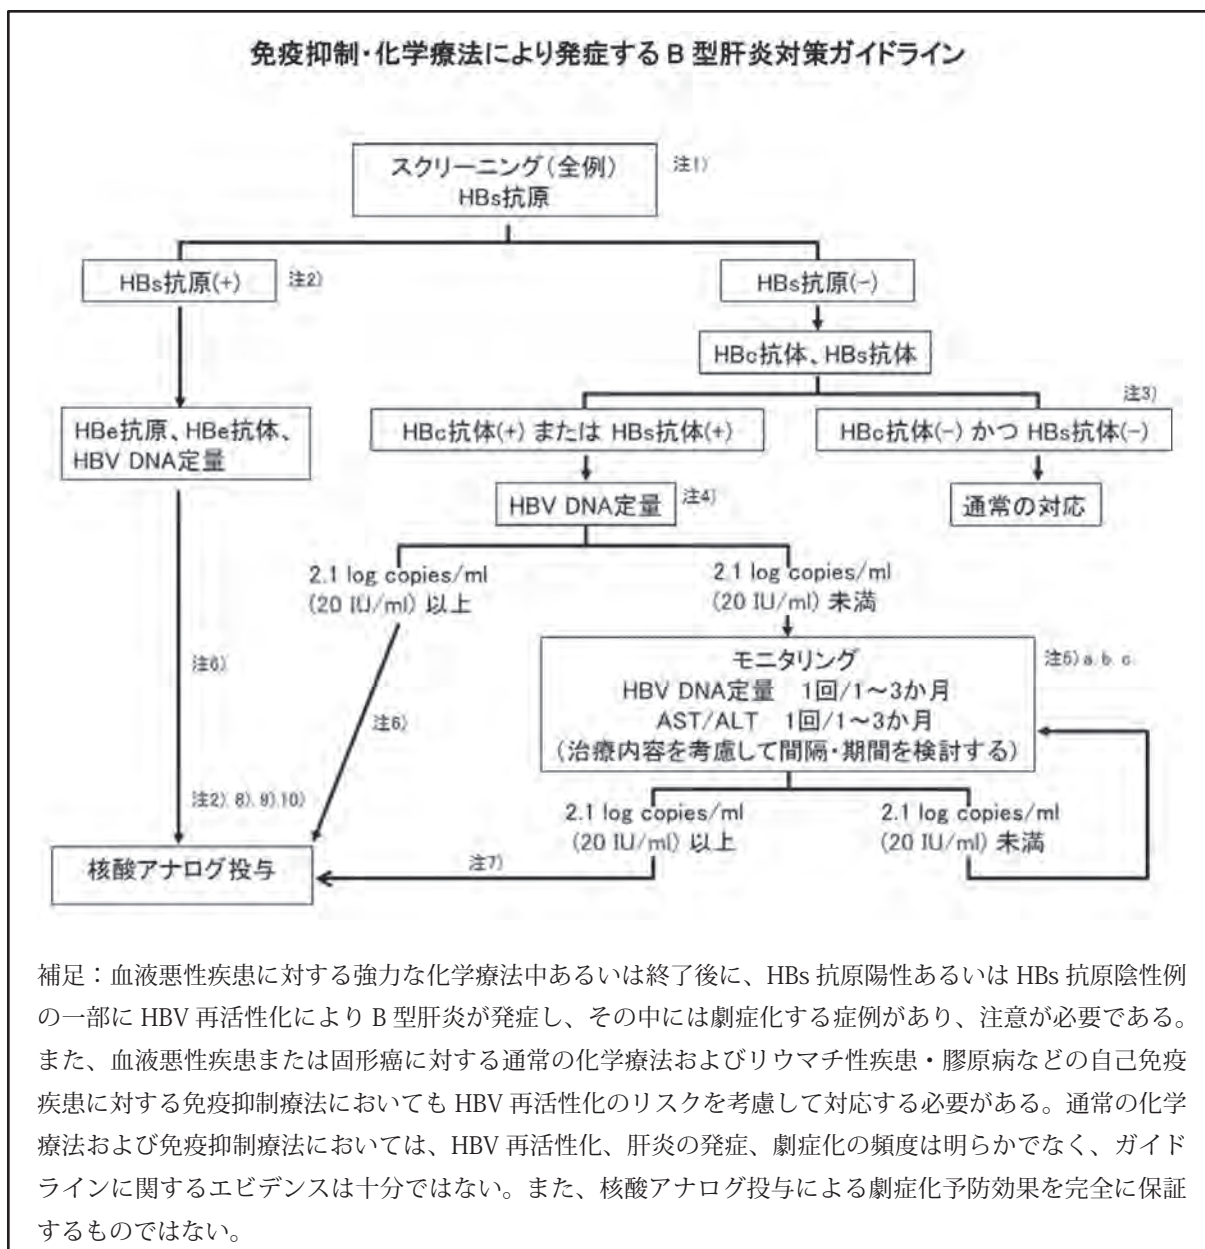 免疫抑制・化学療法により発症する B 型肝炎対策ガイドライン
スクリーニング(全例)
HBs抗原
注1)
HBs抗原(+)
注2)
HBs抗原(−)
HBc抗体、HBs抗体
注3)
HBe抗原、HBe抗体、
HBV DNA定量
HBc抗体(+) または HBs抗体(+)
HBc抗体(−) かつ HBs抗体(−)
HBV DNA定量
注4)
通常の対応
2.1 log copies/ml
(20 IU/ml) 以上
2.1 log copies/ml
(20 IU/ml) 未満
モニタリング
HBV DNA定量 1回/1〜3か月
AST/ALT 1回/1〜3か月
(治療内容を考慮して間隔・期間を検討する)
注5) a. b. c.
注6)
注6)
注2). 8). 9).10)
2.1 log copies/ml
(20 IU/ml) 以上
2.1 log copies/ml
(20 IU/ml) 未満
核酸アナログ投与
注7)
補足：血液悪性疾患に対する強力な化学療法中あるいは終了後に、HBs 抗原陽性あるいは HBs 抗原陰性例
の一部に HBV 再活性化により B 型肝炎が発症し、その中には劇症化する症例があり、注意が必要である。
また、血液悪性疾患または固形癌に対する通常の化学療法およびリウマチ性疾患・膠原病などの自己免疫
疾患に対する免疫抑制療法においても HBV 再活性化のリスクを考慮して対応する必要がある。通常の化学
療法および免疫抑制療法においては、HBV 再活性化、肝炎の発症、劇症化の頻度は明らかでなく、ガイド
ラインに関するエビデンスは十分ではない。また、核酸アナログ投与による劇症化予防効果を完全に保証
するものではない。